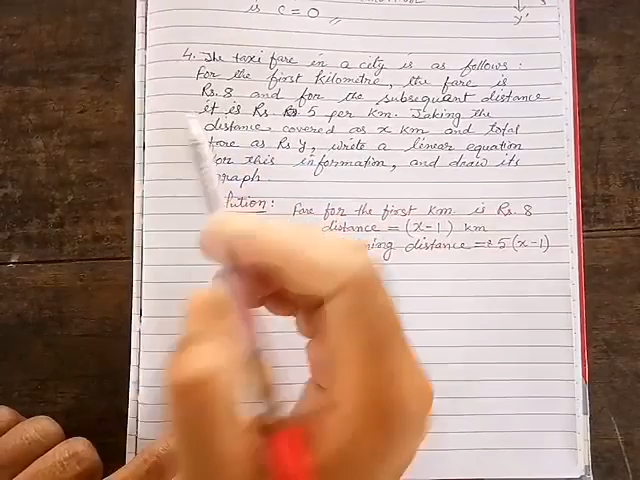 is c = 0
y'
4. The taxi fare in a city is as follows :
For the first Kilometre, the fare is
Rs. 8 and for the subsequent distance
it is Rs 5 per km. Taking the
distance covered as x km and total
fare as Rs y, write a linear equation
for this information, and draw its
graph.
Fare for the first km. is Rs. 8
distance = (x-1) km
distance = 5(x-1)